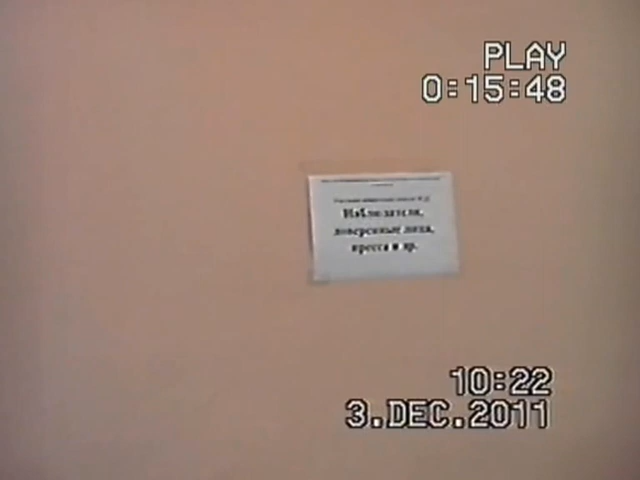 PLAY
0:15:48
Наблюдатели,
доверенные лица,
пресса и др.
10:22
3.DEC.2011